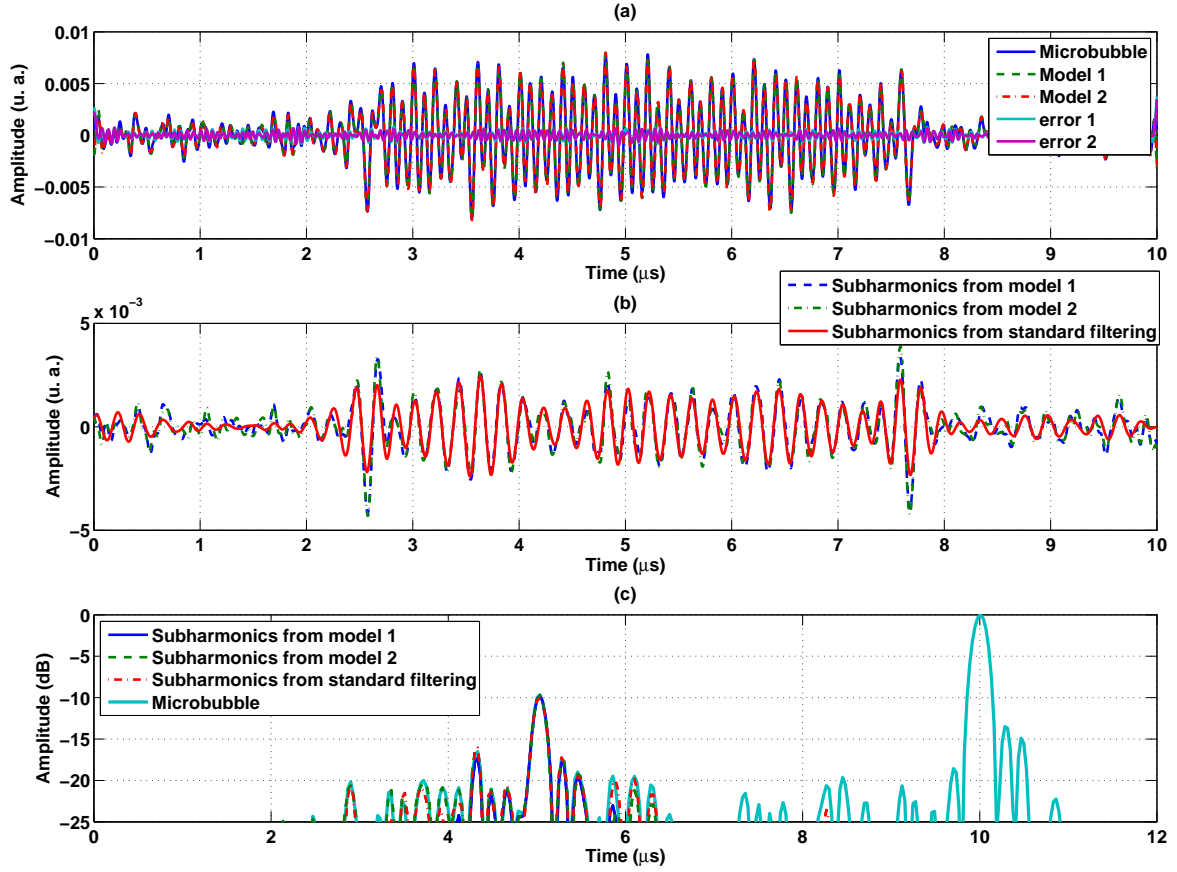 (a)
Amplitude (u. a.)
0.01
0.005
0
−0.005
−0.01
Microbubble
Model 1
Model 2
error 1
error 2
0 1 2 3 4 5 6 7 8 9 10
Time (μs)
(b)
x 10⁻³
Amplitude (u. a.)
5
0
−5
Subharmonics from model 1
Subharmonics from model 2
Subharmonics from standard filtering
0 1 2 3 4 5 6 7 8 9 10
Time (μs)
(c)
Amplitude (dB)
0
−5
−10
−15
−20
−25
Subharmonics from model 1
Subharmonics from model 2
Subharmonics from standard filtering
Microbubble
0 2 4 6 8 10 12
Time (μs)